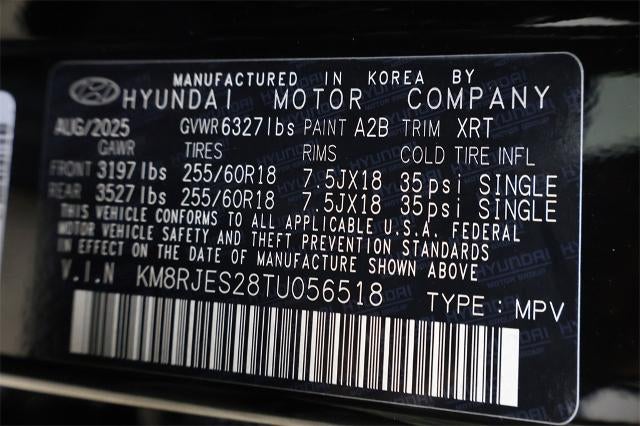 MANUFACTURED IN KOREA BY
HYUNDAI MOTOR COMPANY
AUG/2025 GVWR 6327lbs PAINT A2B TRIM XRT
GAWR TIRES RIMS COLD TIRE INFL
FRONT 3197lbs 255/60R18 7.5JX18 35psi SINGLE
REAR 3527lbs 255/60R18 7.5JX18 35psi SINGLE
THIS VEHICLE CONFORMS TO ALL APPLICABLE U.S.A. FEDERAL
MOTOR VEHICLE SAFETY AND THEFT PREVENTION STANDARDS
IN EFFECT ON THE DATE OF MANUFACTURE SHOWN ABOVE
V.I.N KM8RJES28TU056518 TYPE : MPV